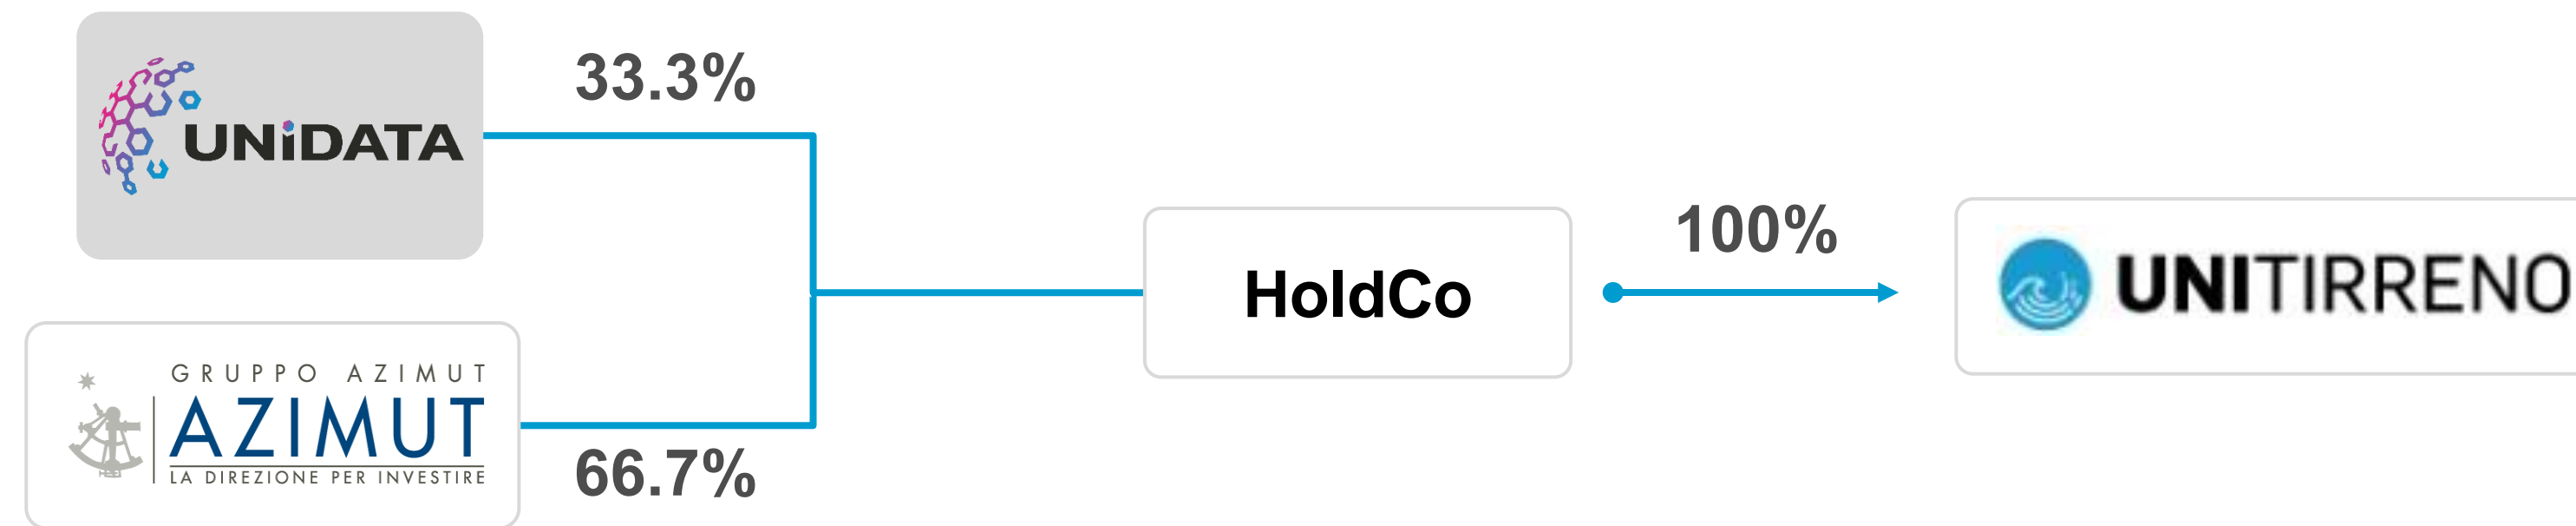 UNiDATA
33.3%
GRUPPO AZIMUT
AZIMUT
LA DIREZIONE PER INVESTIRE
66.7%
HoldCo
100%
UNITIRRENO